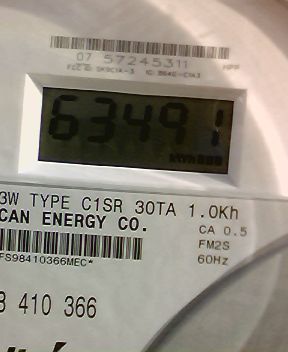 07 57245311
63491
3W TYPE C1SR 30TA 1.0Kh
CAN ENERGY CO.
CA 0.5
FM2S
FS98410366MEC*
60Hz
8 410 366